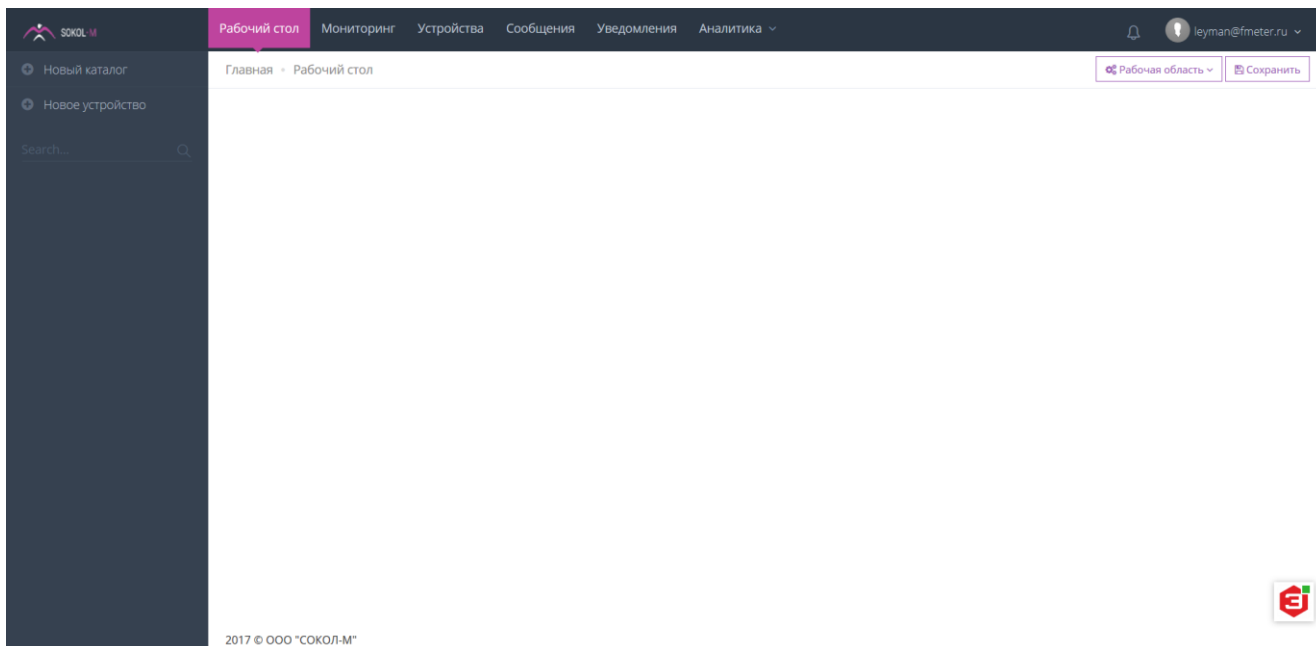 SOKOL-M
Рабочий стол Мониторинг Устройства Сообщения Уведомления Аналитика
leyman@fmeter.ru
Новый каталог
Новое устройство
Search...
Главная Рабочий стол
Рабочая область Сохранить
2017 © ООО "СОКОЛ-М"